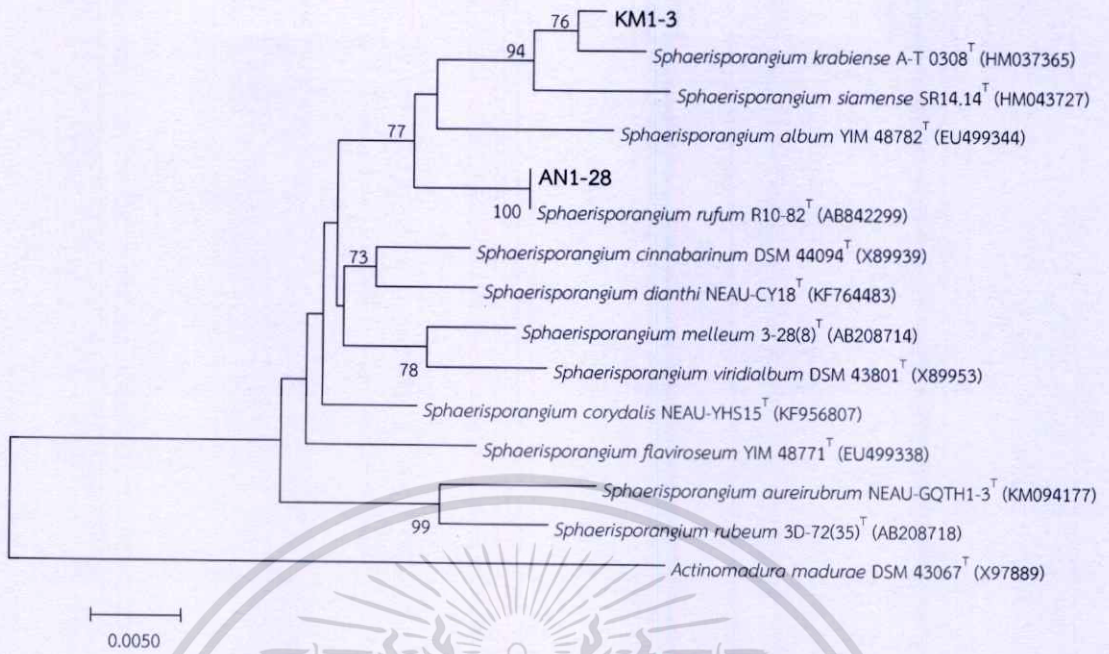 76 KM1-3
94 Sphaerisporangium krabiense A-T 0308T (HM037365)
Sphaerisporangium siamense SR14.14T (HM043727)
77 Sphaerisporangium album YIM 48782T (EU499344)
AN1-28
100 Sphaerisporangium rufum R10-82T (AB842299)
73 Sphaerisporangium cinnabarinum DSM 44094T (X89939)
Sphaerisporangium dianthi NEAU-CY18T (KF764483)
Sphaerisporangium melleum 3-28(8)T (AB208714)
78 Sphaerisporangium viridialbum DSM 43801T (X89953)
Sphaerisporangium corydalis NEAU-YHS15T (KF956807)
Sphaerisporangium flaviroseum YIM 48771T (EU499338)
Sphaerisporangium aureirubrum NEAU-GQTH1-3T (KM094177)
99 Sphaerisporangium rubeum 3D-72(35)T (AB208718)
Actinomadura madurae DSM 43067T (X97889)
0.0050